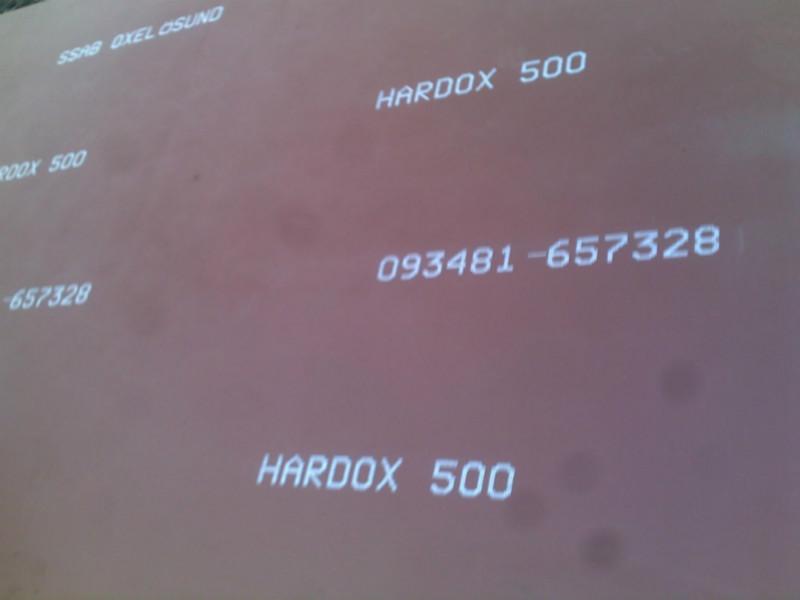 SSAB OXELÖSUND
HARDOX 500
RDOX 500
093481-657328
-657328
HARDOX 500